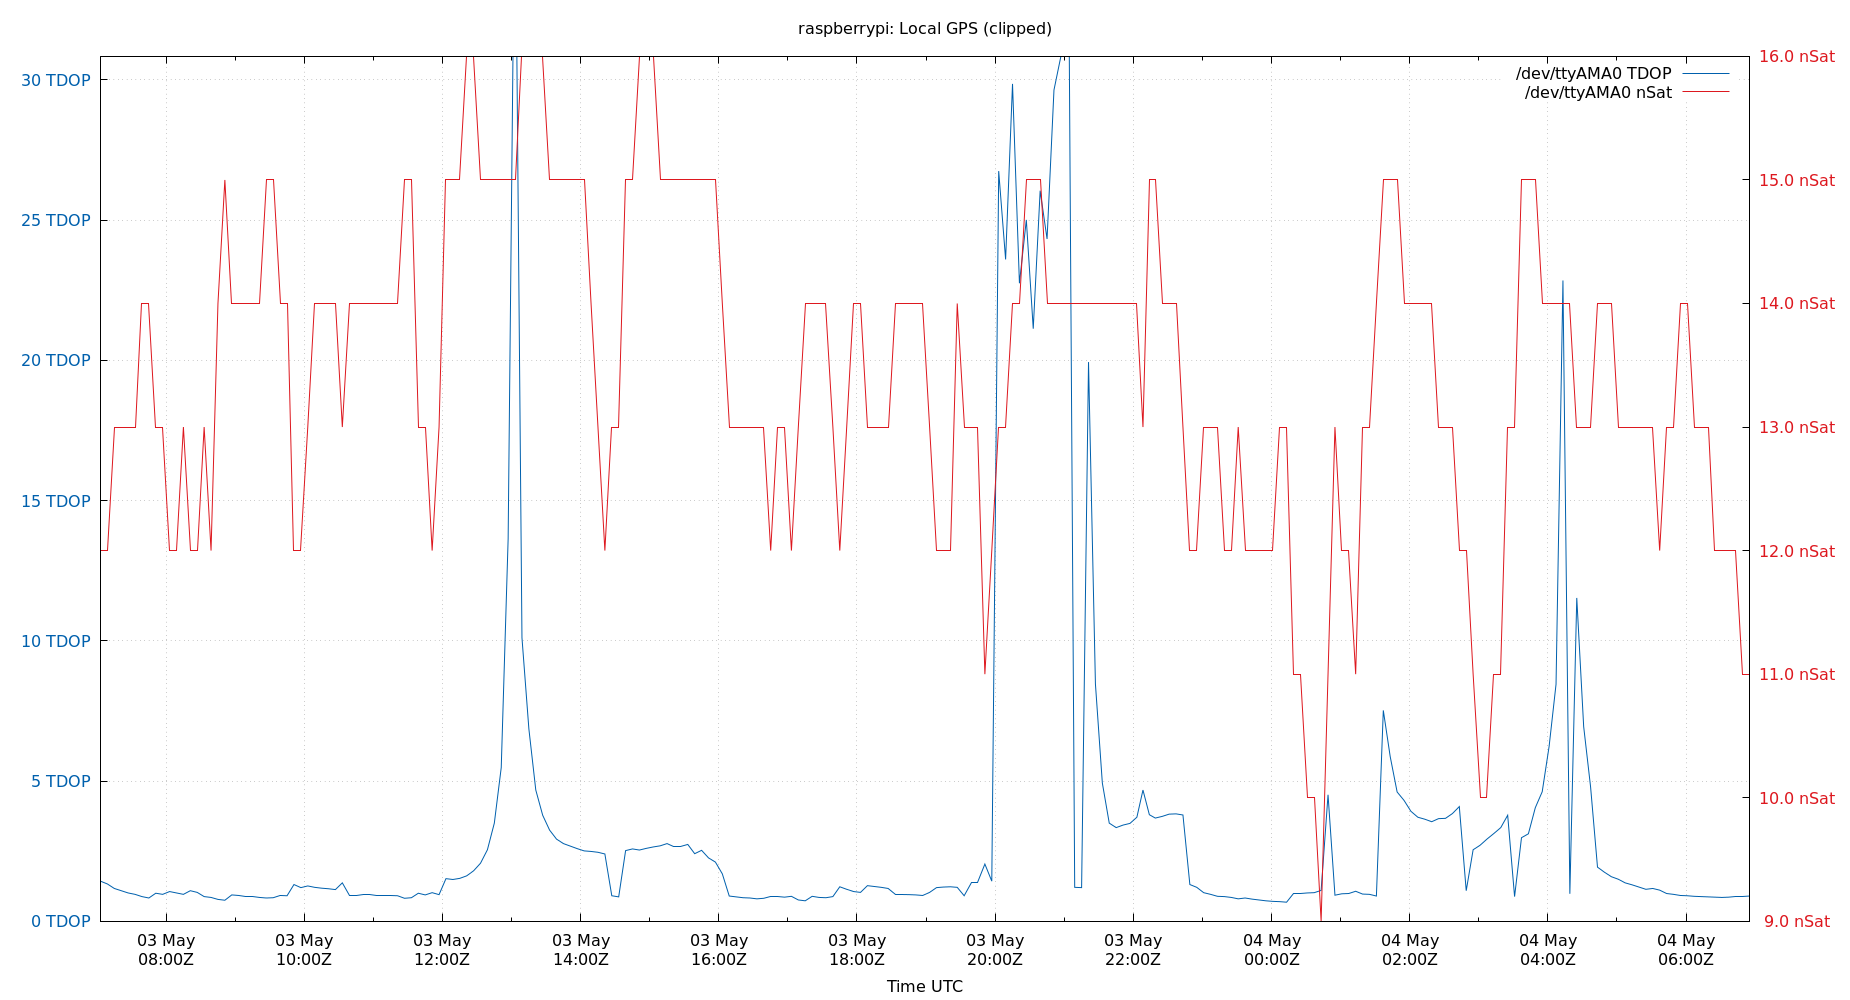 raspberrypi: Local GPS (clipped)
/dev/ttyAMA0 TDOP
/dev/ttyAMA0 nSat
30 TDOP
25 TDOP
20 TDOP
15 TDOP
10 TDOP
5 TDOP
0 TDOP
16.0 nSat
15.0 nSat
14.0 nSat
13.0 nSat
12.0 nSat
11.0 nSat
10.0 nSat
9.0 nSat
03 May 03 May 03 May 03 May 03 May 03 May 03 May 03 May 04 May 04 May 04 May 04 May
08:00Z 10:00Z 12:00Z 14:00Z 16:00Z 18:00Z 20:00Z 22:00Z 00:00Z 02:00Z 04:00Z 06:00Z
Time UTC